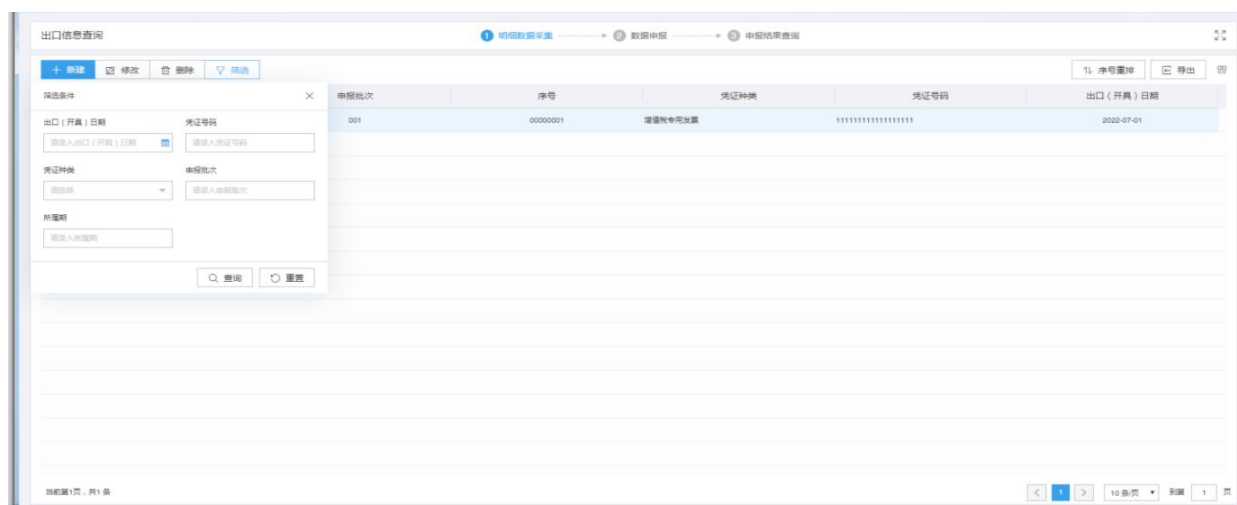 出口信息查询 1 明细数据采集 2 数据申报 3 申报结果查询
新建 修改 删除 筛选 序号重排 导出
筛选条件 申报批次 序号 凭证种类 凭证号码 出口（开具）日期
001 00000001 增值税专用发票 111111111111111111 2022-07-01
出口（开具）日期 凭证号码
请录入出口（开具）日期 请录入凭证号码
凭证种类 申报批次
请选择 请录入申报批次
所属期
请录入所属期
查询 重置
当前第1页，共1条 1 10 条/页 到第 1 页